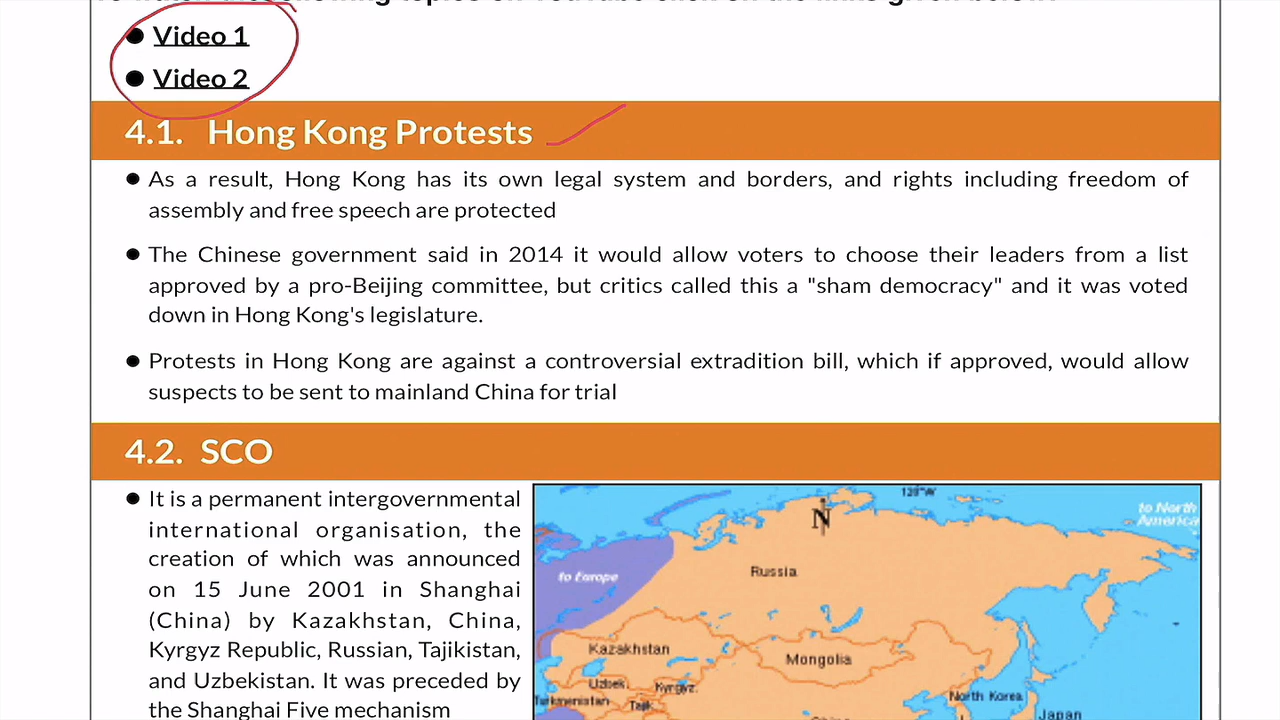 Video 1
Video 2
4.1. Hong Kong Protests
● As a result, Hong Kong has its own legal system and borders, and rights including freedom of
assembly and free speech are protected
● The Chinese government said in 2014 it would allow voters to choose their leaders from a list
approved by a pro-Beijing committee, but critics called this a "sham democracy" and it was voted
down in Hong Kong's legislature.
● Protests in Hong Kong are against a controversial extradition bill, which if approved, would allow
suspects to be sent to mainland China for trial
4.2. SCO
● It is a permanent intergovernmental
international organisation, the
creation of which was announced
on 15 June 2001 in Shanghai
(China) by Kazakhstan, China,
Kyrgyz Republic, Russian, Tajikistan,
and Uzbekistan. It was preceded by
the Shanghai Five mechanism
N
to North
America
to Europe
Russia
Kazakhstan
Mongolia
Uzbek.
Kyrgyz.
Turkmenistan
Tajik.
North Korea
Japan